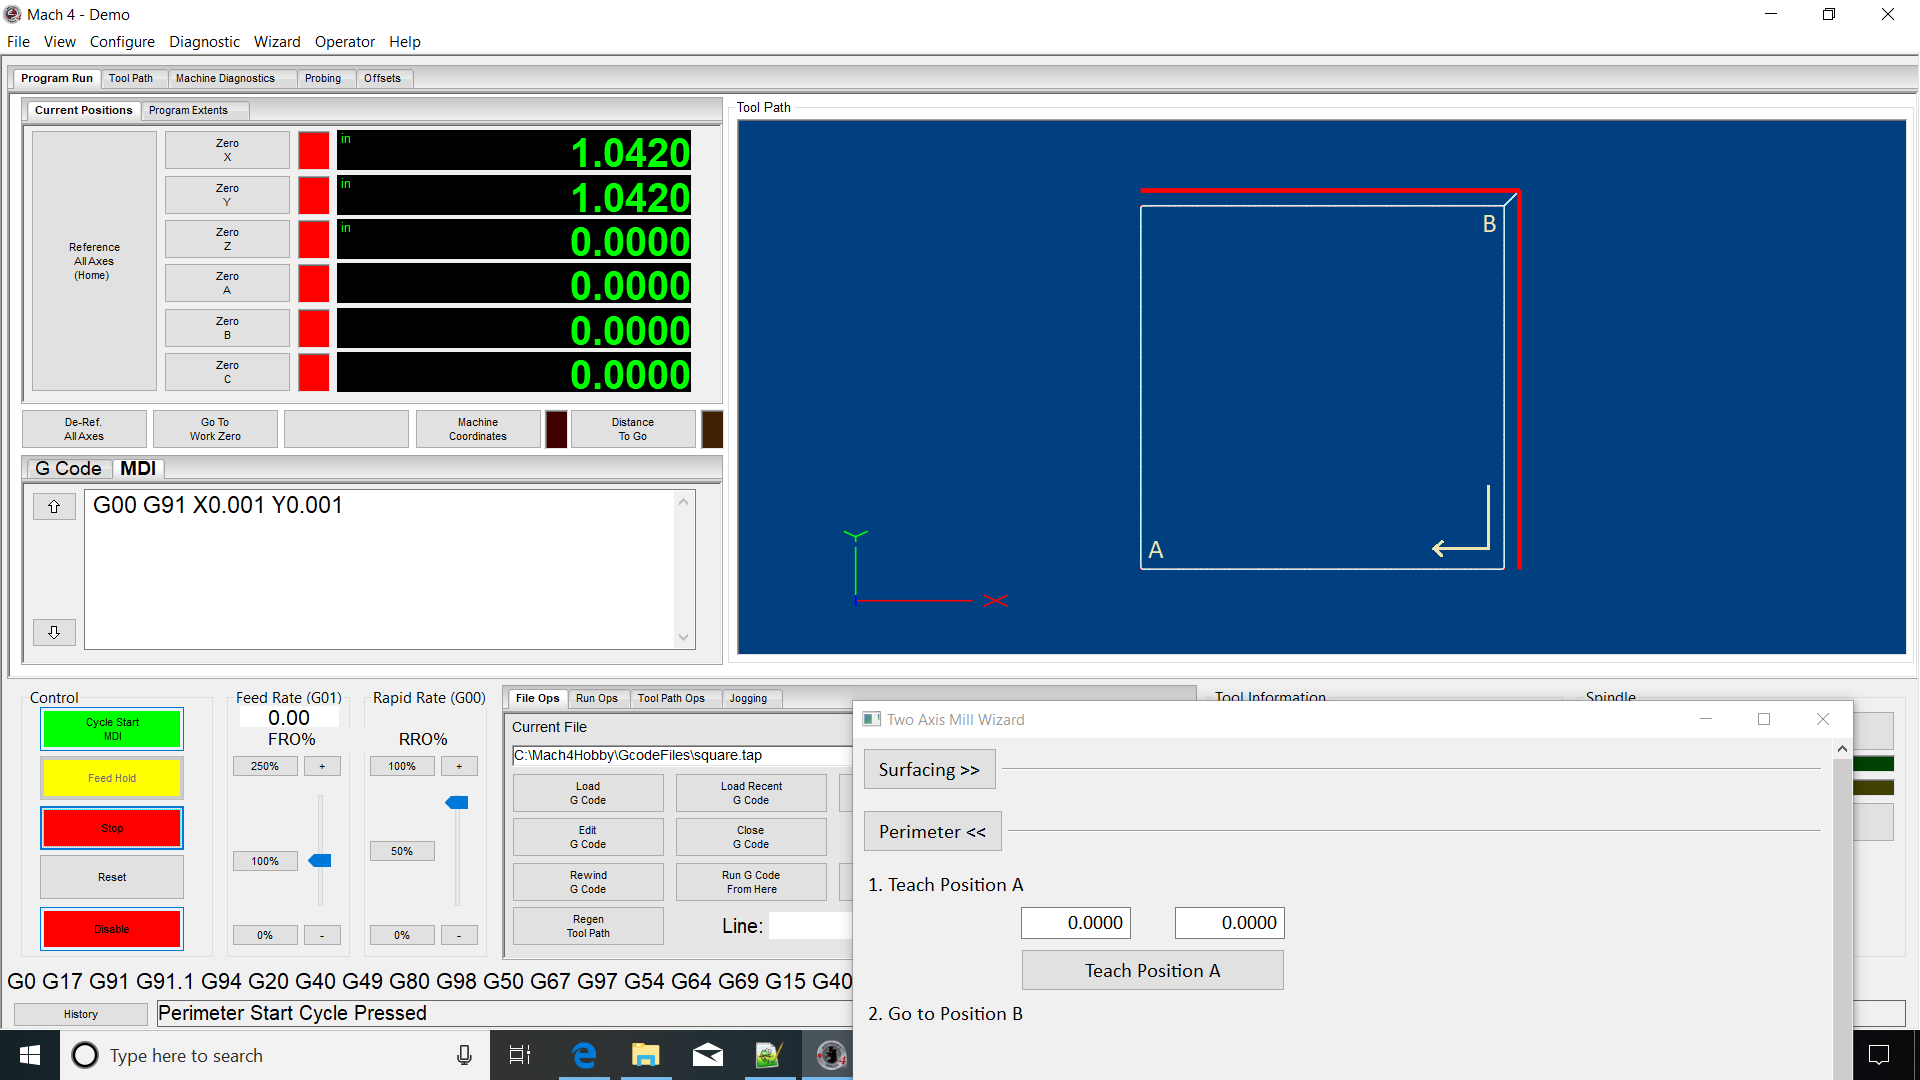 Mach 4 - Demo
File View Configure Diagnostic Wizard Operator Help
Program Run Tool Path Machine Diagnostics Probing Offsets
Current Positions Program Extents
Reference
All Axes
(Home)
Zero
X
in
1.0420
Zero
Y
in
1.0420
Zero
Z
in
0.0000
Zero
A
0.0000
Zero
B
0.0000
Zero
C
0.0000
De-Ref.
All Axes
Go To
Work Zero
Machine
Coordinates
Distance
To Go
G Code MDI
G00 G91 X0.001 Y0.001
Tool Path
B
A
Y
X
Control
Cycle Start
MDI
Feed Hold
Stop
Reset
Disable
Feed Rate (G01)
0.00
FRO%
250% +
100%
0% -
Rapid Rate (G00)
RRO%
100% +
50%
0% -
File Ops Run Ops Tool Path Ops Jogging
Current File
C:\Mach4Hobby\GcodeFiles\square.tap
Load
G Code
Load Recent
G Code
Edit
G Code
Close
G Code
Rewind
G Code
Run G Code
From Here
Regen
Tool Path
Line:
Tool Information
Spindle
Two Axis Mill Wizard
Surfacing >>
Perimeter <<
1. Teach Position A
0.0000 0.0000
Teach Position A
2. Go to Position B
G0 G17 G91 G91.1 G94 G20 G40 G49 G80 G98 G50 G67 G97 G54 G64 G69 G15 G40
History
Perimeter Start Cycle Pressed
Type here to search